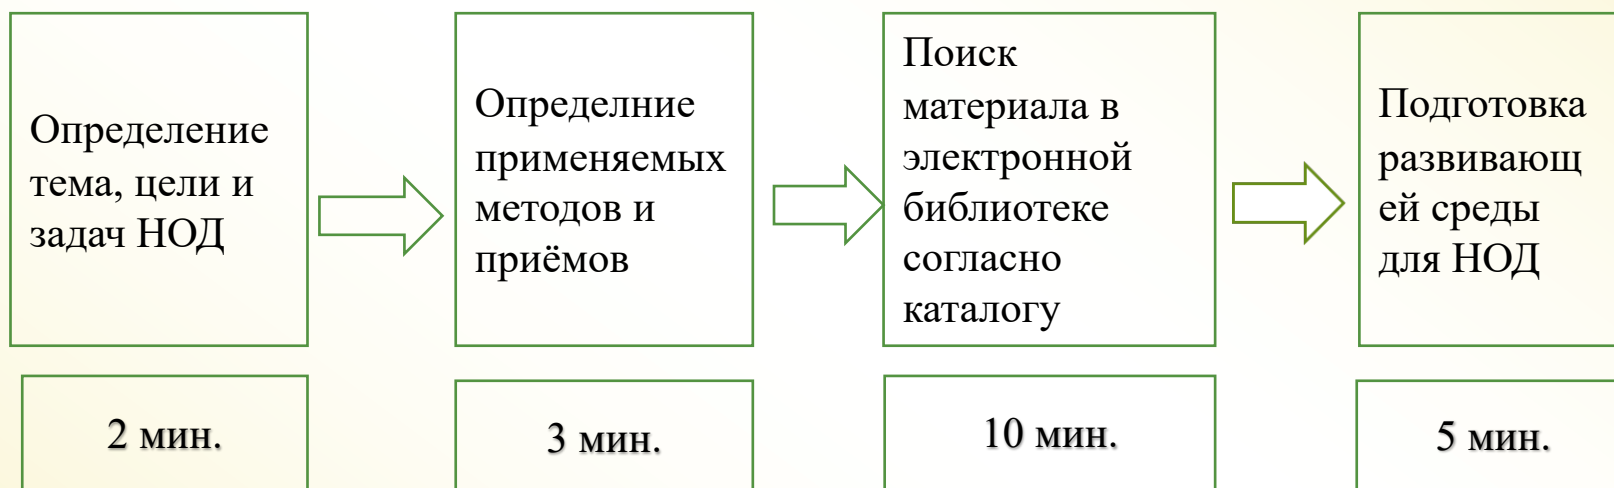 Определение
тема, цели и
задач НОД
Определние
применяемых
методов и
приёмов
Поиск
материала в
электронной
библиотеке
согласно
каталогу
Подготовка
развивающ
ей среды
для НОД
2 мин.
3 мин.
10 мин.
5 мин.